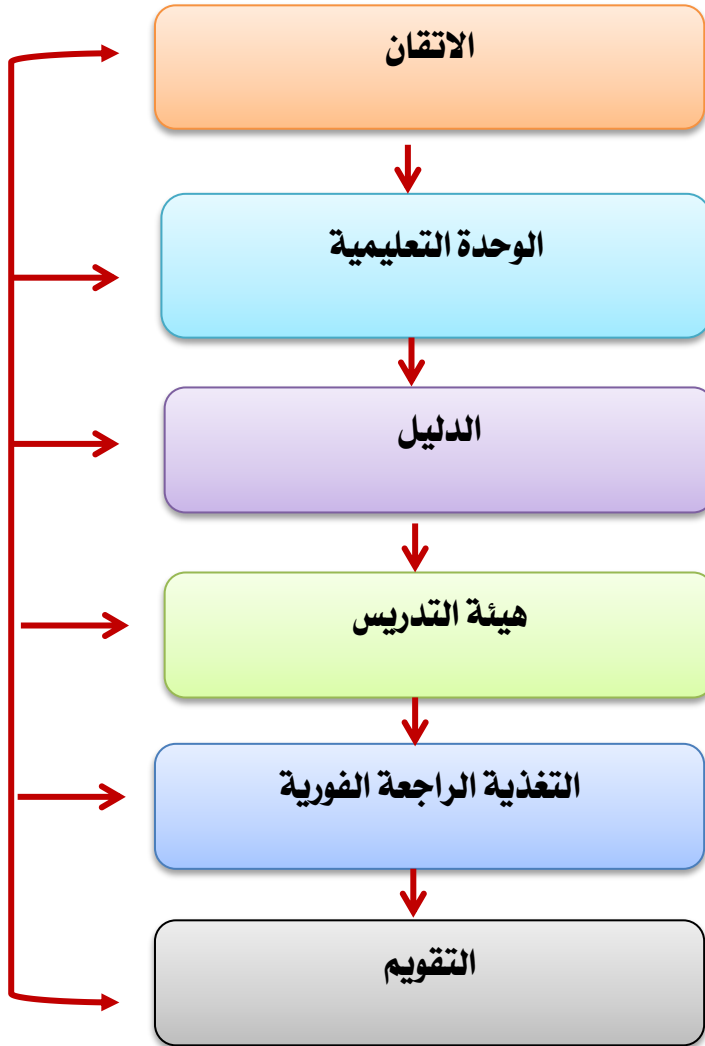 الاتقان
الوحدة التعليمية
الدليل
هيئة التدريس
التغذية الراجعة الفورية
التقويم